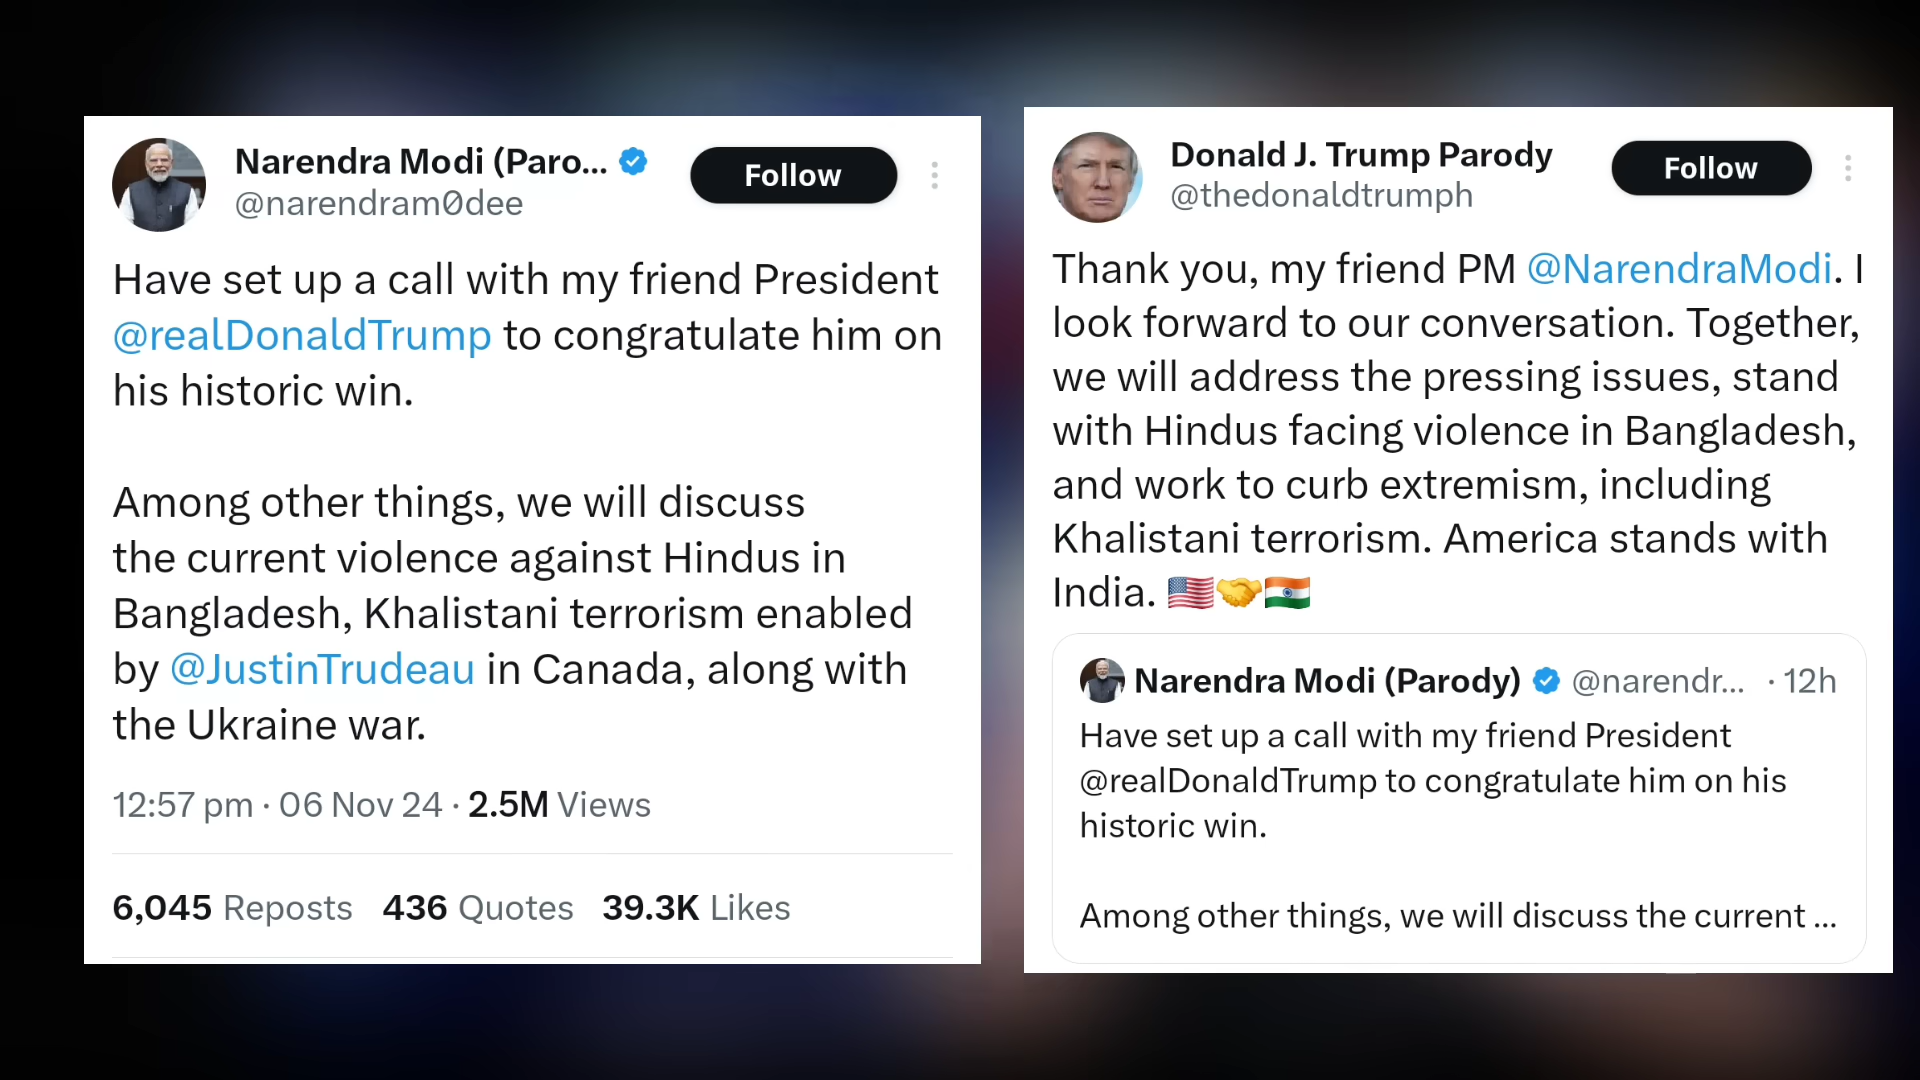 Narendra Modi (Paro...
@narendram0dee
Follow
Have set up a call with my friend President
@realDonaldTrump to congratulate him on
his historic win.
Among other things, we will discuss
the current violence against Hindus in
Bangladesh, Khalistani terrorism enabled
by @JustinTrudeau in Canada, along with
the Ukraine war.
12:57 pm · 06 Nov 24 · 2.5M Views
6,045 Reposts 436 Quotes 39.3K Likes
Donald J. Trump Parody
@thedonaldtrumph
Follow
Thank you, my friend PM @NarendraModi. I
look forward to our conversation. Together,
we will address the pressing issues, stand
with Hindus facing violence in Bangladesh,
and work to curb extremism, including
Khalistani terrorism. America stands with
India. 🇺🇸🤝🇮🇳
Narendra Modi (Parody) @narendr... · 12h
Have set up a call with my friend President
@realDonaldTrump to congratulate him on his
historic win.
Among other things, we will discuss the current ...